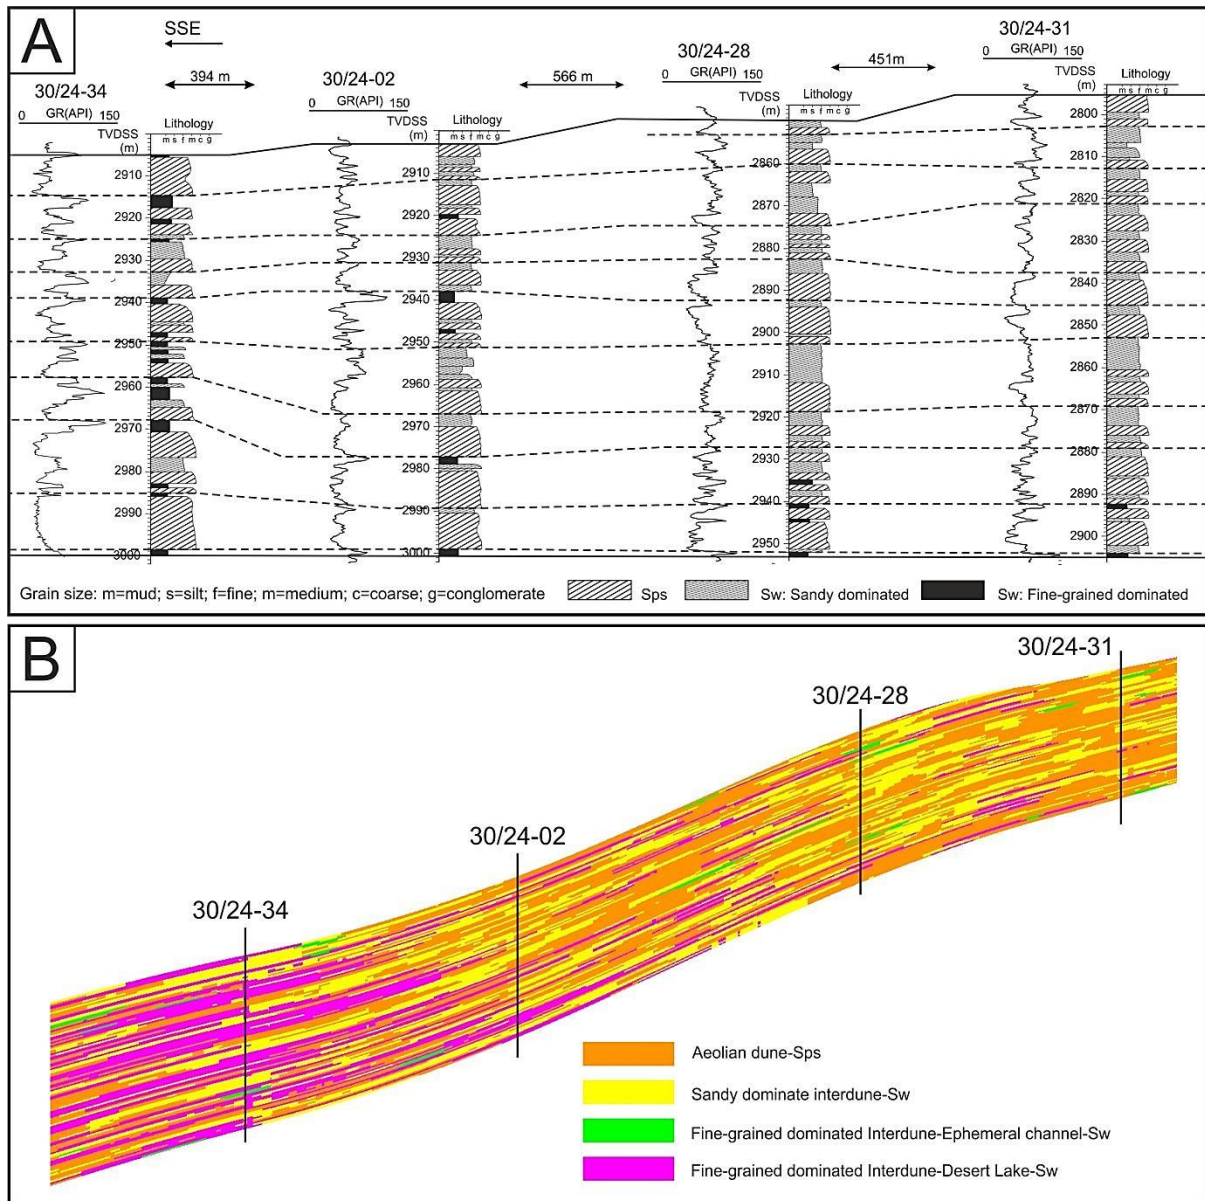 A
SSE
394 m
566 m
451m
30/24-34
0 GR(API) 150
TVDSS
(m)
Lithology
m s f m c g
2910
2920
2930
2940
2950
2960
2970
2980
2990
3000
30/24-02
0 GR(API) 150
TVDSS
(m)
Lithology
m s f m c g
2910
2920
2930
2940
2950
2960
2970
2980
2990
3000
30/24-28
0 GR(API) 150
TVDSS
(m)
Lithology
m s f m c g
2860
2870
2880
2890
2900
2910
2920
2930
2940
2950
30/24-31
0 GR(API) 150
TVDSS
(m)
Lithology
m s f m c g
2800
2810
2820
2830
2840
2850
2860
2870
2880
2890
2900
Grain size: m=mud; s=silt; f=fine; m=medium; c=coarse; g=conglomerate
Sps
Sw: Sandy dominated
Sw: Fine-grained dominated
B
30/24-31
30/24-28
30/24-02
30/24-34
Aeolian dune-Sps
Sandy dominate interdune-Sw
Fine-grained dominated Interdune-Ephemeral channel-Sw
Fine-grained dominated Interdune-Desert Lake-Sw